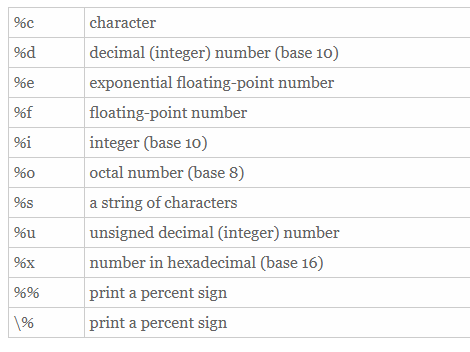 %c character
%d decimal (integer) number (base 10)
%e exponential floating-point number
%f floating-point number
%i integer (base 10)
%o octal number (base 8)
%s a string of characters
%u unsigned decimal (integer) number
%x number in hexadecimal (base 16)
%% print a percent sign
\% print a percent sign